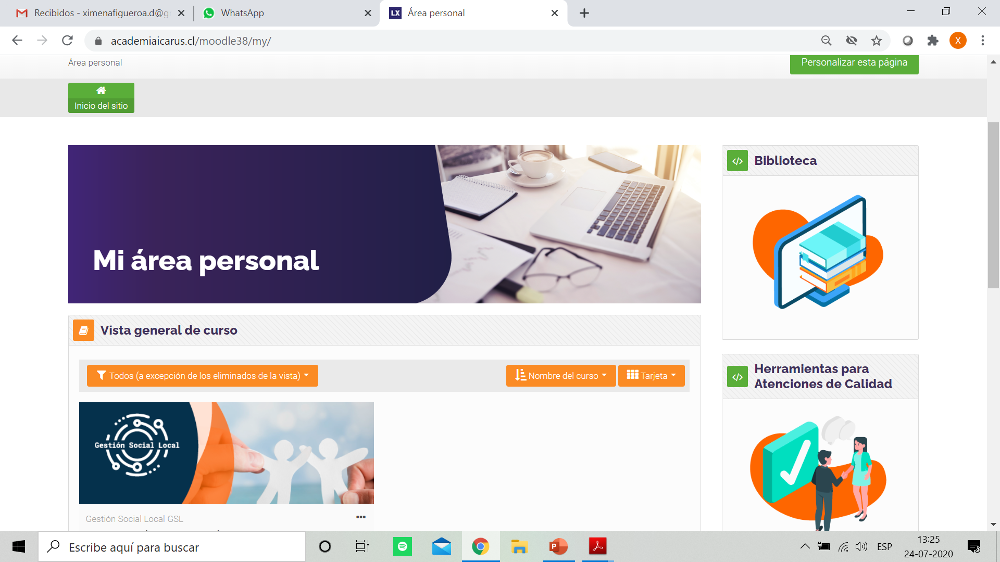 Recibidos - ximenafigueroa.d@g
WhatsApp
LX Área personal
academiaicarus.cl/moodle38/my/
X
Área personal
Personalizar esta página
Inicio del sitio
Mi área personal
Biblioteca
Vista general de curso
Todos (a excepción de los eliminados de la vista)
Nombre del curso
Tarjeta
Herramientas para
Atenciones de Calidad
Gestión Social Local
Gestión Social Local GSL
Escribe aquí para buscar
P
ESP
13:25
24-07-2020